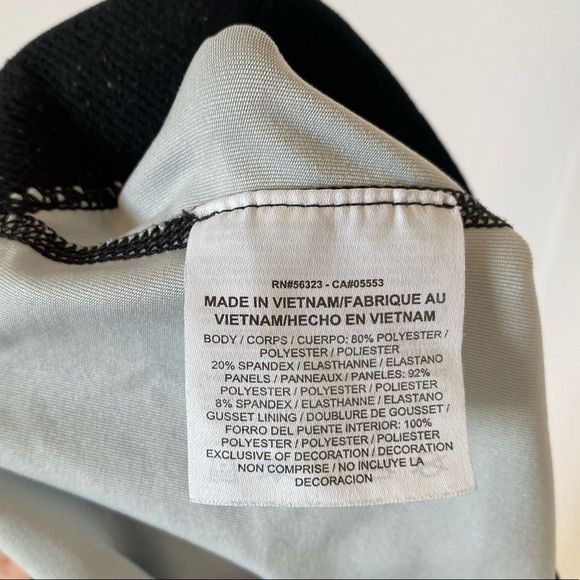 RN#56323 - CA#05553
MADE IN VIETNAM/FABRIQUE AU
VIETNAM/HECHO EN VIETNAM
BODY / CORPS / CUERPO: 80% POLYESTER /
POLYESTER / POLIESTER
20% SPANDEX / ELASTHANNE / ELASTANO
PANELS / PANNEAUX / PANELES: 92%
POLYESTER / POLYESTER / POLIESTER
8% SPANDEX / ELASTHANNE / ELASTANO
GUSSET LINING / DOUBLURE DE GOUSSET /
FORRO DEL PUENTE INTERIOR: 100%
POLYESTER / POLYESTER / POLIESTER
EXCLUSIVE OF DECORATION / DECORATION
NON COMPRISE / NO INCLUYE LA
DECORACION